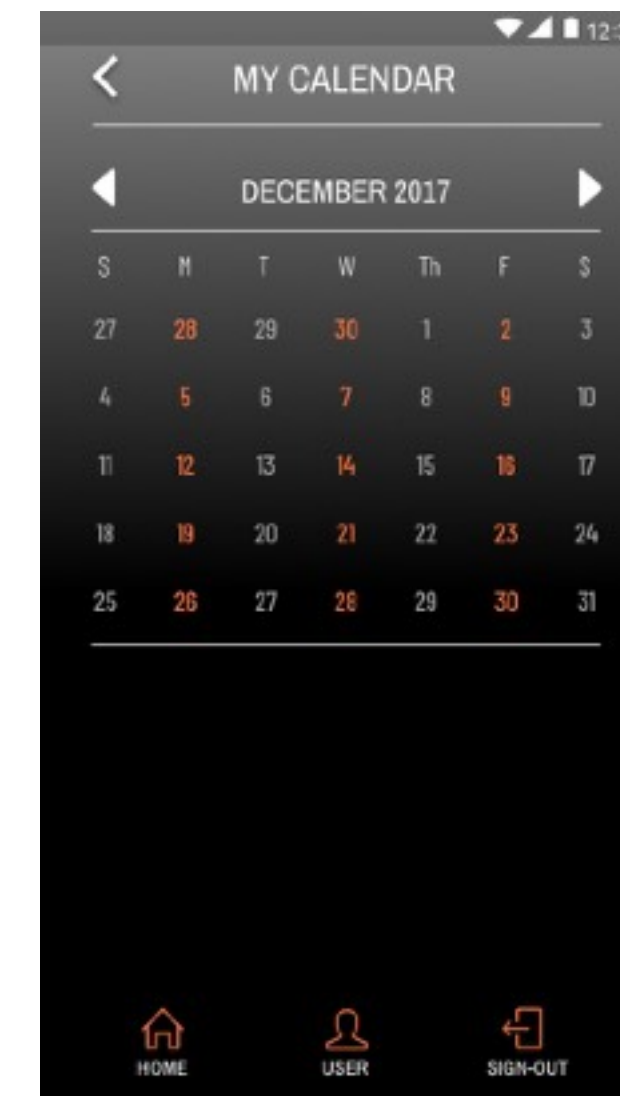 12:
MY CALENDAR
DECEMBER 2017
S M T W Th F S
27 28 29 30 1 2 3
4 5 6 7 8 9 10
11 12 13 14 15 16 17
18 19 20 21 22 23 24
25 26 27 28 29 30 31
HOME USER SIGN-OUT